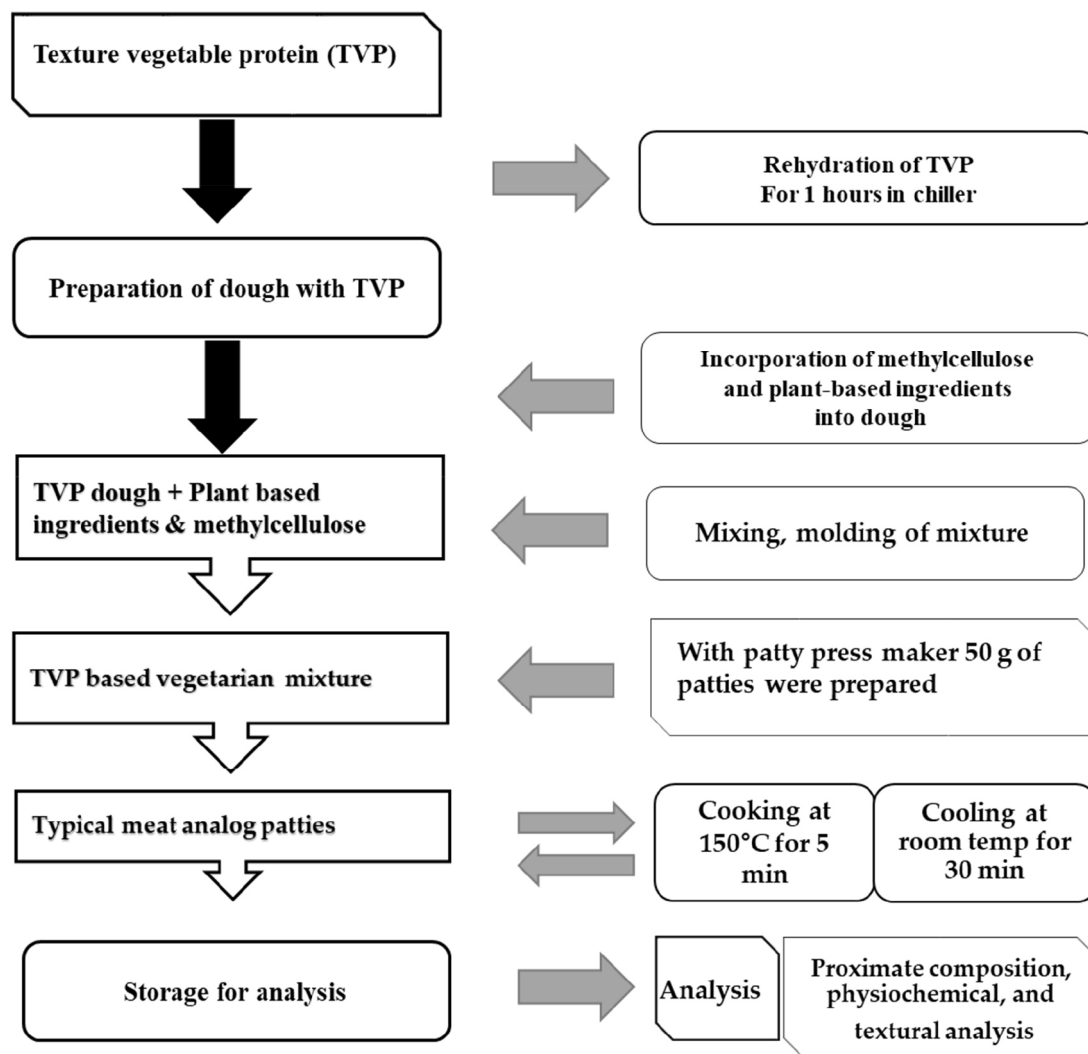 Texture vegetable protein (TVP)
Rehydration of TVP
For 1 hours in chiller
Preparation of dough with TVP
Incorporation of methylcellulose
and plant-based ingredients
into dough
TVP dough + Plant based
ingredients & methylcellulose
Mixing, molding of mixture
TVP based vegetarian mixture
With patty press maker 50 g of
patties were prepared
Typical meat analog patties
Cooking at
150°C for 5
min
Cooling at
room temp for
30 min
Storage for analysis
Analysis
Proximate composition,
physiochemical, and
textural analysis